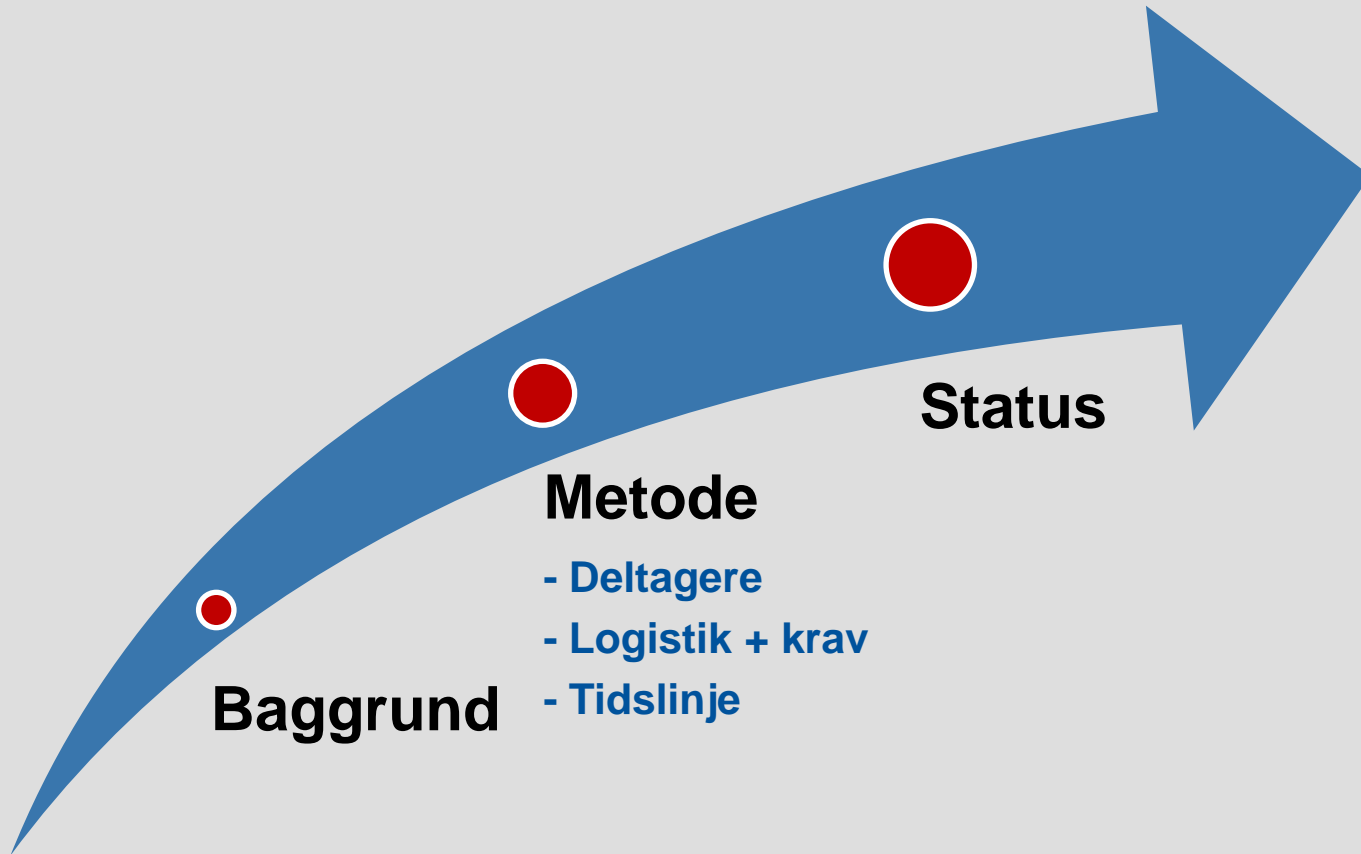 Baggrund
Metode
- Deltagere
- Logistik + krav
- Tidslinje
Status